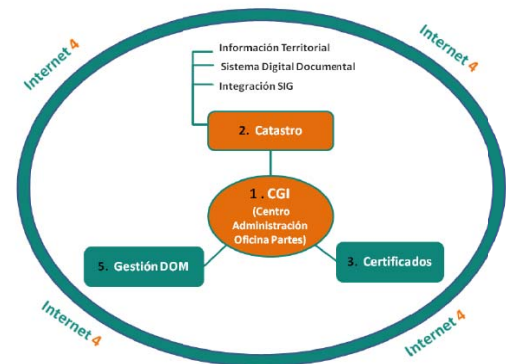 Internet 4
Internet 4
Información Territorial
Sistema Digital Documental
Integración SIG
2. Catastro
1 . CGI
(Centro
Administración
Oficina Partes)
5. Gestión DOM
3. Certificados
Internet 4
Internet 4